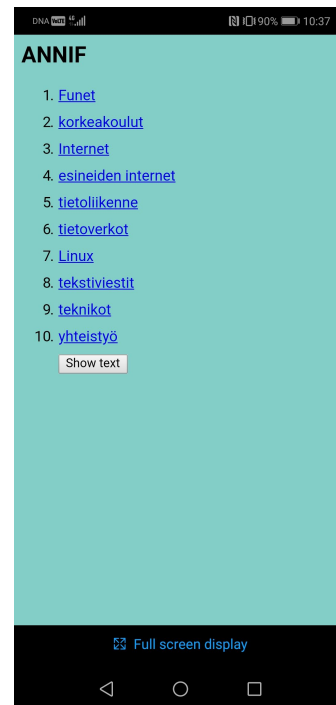 DNA VoLTE 4G 90% 10:37
ANNIF
1. Funet
2. korkeakoulut
3. Internet
4. esineiden internet
5. tietoliikenne
6. tietoverkot
7. Linux
8. tekstiviestit
9. teknikot
10. yhteistyö
Show text
Full screen display